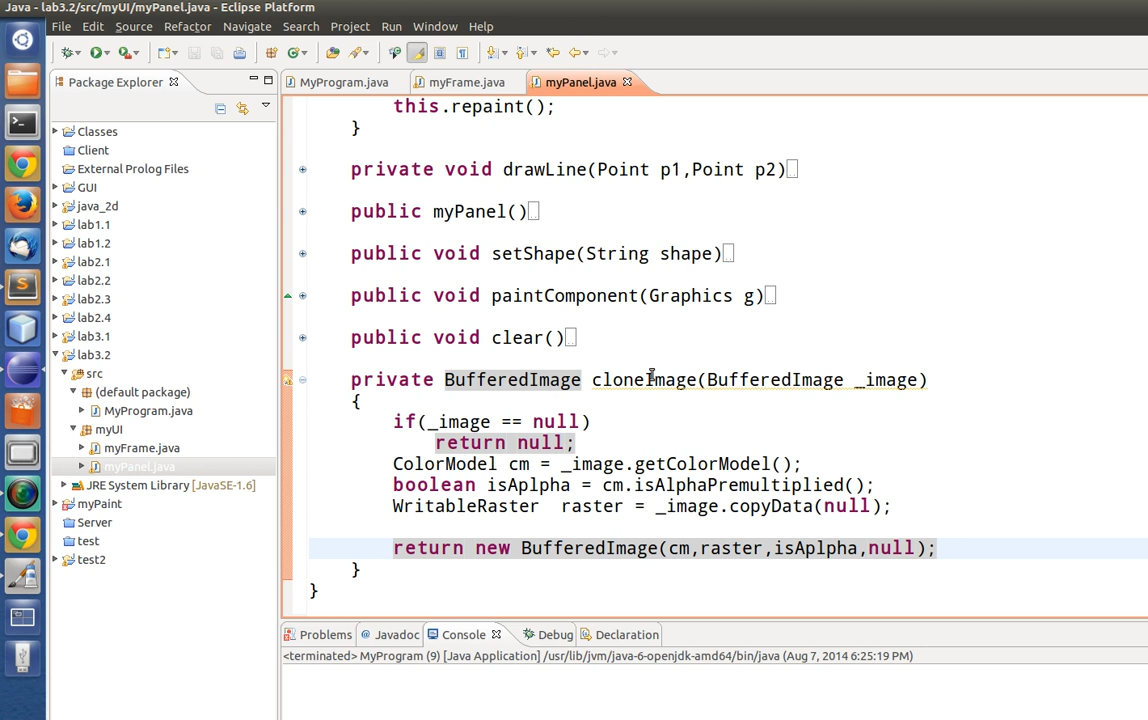 Java - lab3.2/src/myUI/myPanel.java - Eclipse Platform
File Edit Source Refactor Navigate Search Project Run Window Help
Package Explorer
MyProgram.java myFrame.java myPanel.java
Classes
Client
External Prolog Files
GUI
java_2d
lab1.1
lab1.2
lab2.1
lab2.2
lab2.3
lab2.4
lab3.1
lab3.2
src
(default package)
MyProgram.java
myUI
myFrame.java
myPanel.java
JRE System Library [JavaSE-1.6]
myPaint
Server
test
test2
this.repaint();
}
private void drawLine(Point p1,Point p2)
public myPanel()
public void setShape(String shape)
public void paintComponent(Graphics g)
public void clear()
private BufferedImage cloneImage(BufferedImage _image)
{
if(_image == null)
return null;
ColorModel cm = _image.getColorModel();
boolean isAplpha = cm.isAlphaPremultiplied();
WritableRaster raster = _image.copyData(null);
return new BufferedImage(cm,raster,isAplpha,null);
}
}
Problems @ Javadoc Console Debug Declaration
<terminated> MyProgram (9) [Java Application] /usr/lib/jvm/java-6-openjdk-amd64/bin/java (Aug 7, 2014 6:25:19 PM)